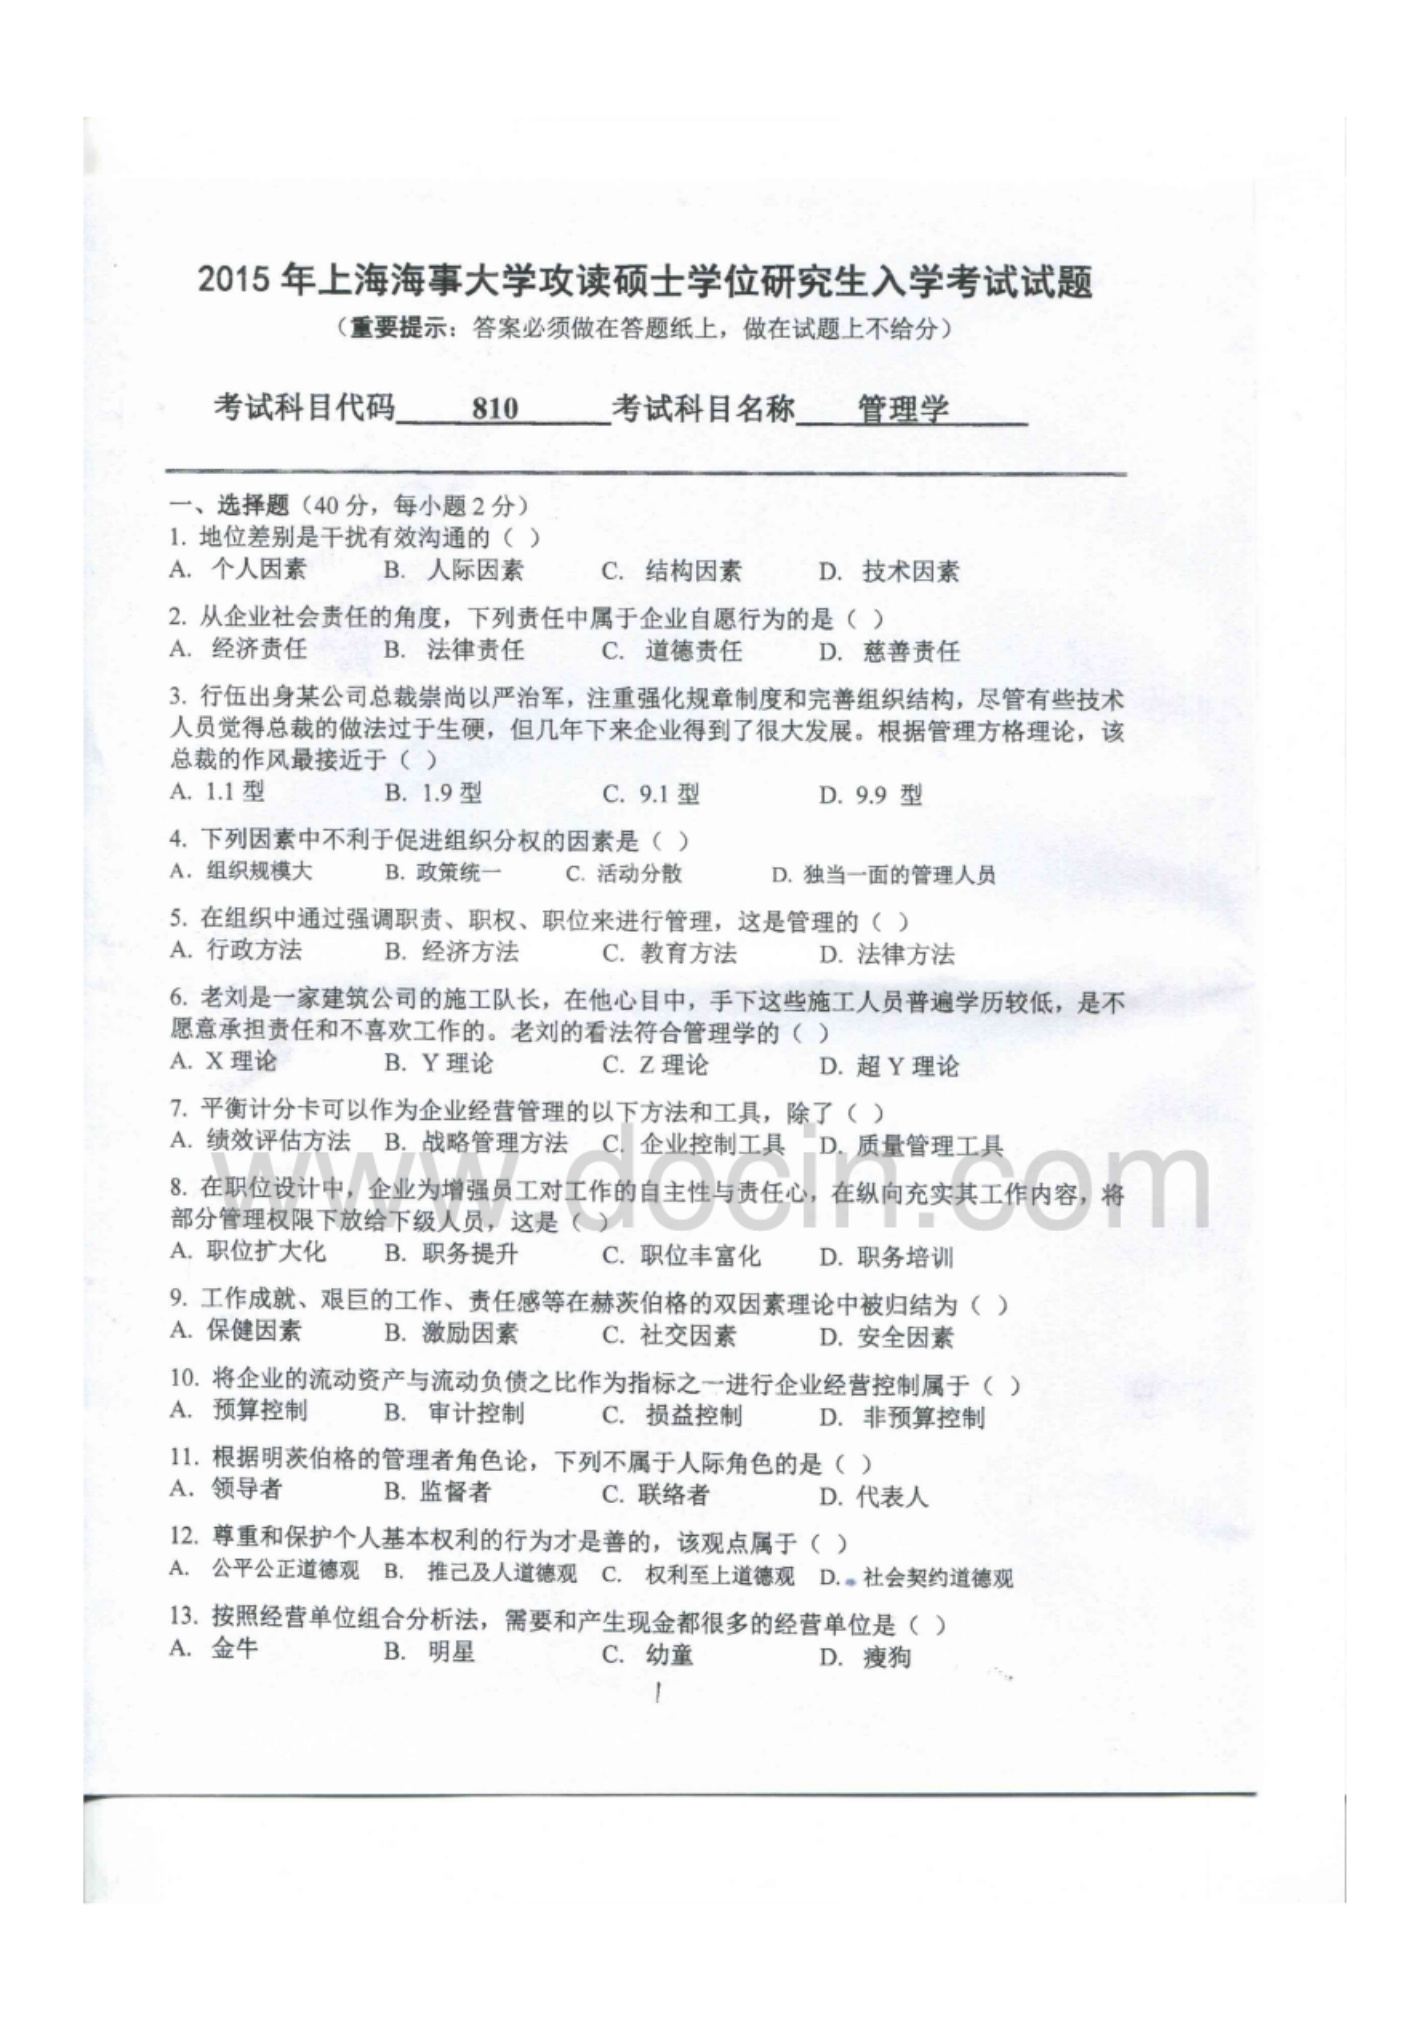 2015 年上海海事大学攻读硕士学位研究生入学考试试题
（重要提示：答案必须做在答题纸上，做在试题上不给分）
考试科目代码 810 考试科目名称 管理学
一、选择题（40 分，每小题 2 分）
1. 地位差别是干扰有效沟通的（ ）
A. 个人因素 B. 人际因素 C. 结构因素 D. 技术因素
2. 从企业社会责任的角度，下列责任中属于企业自愿行为的是（ ）
A. 经济责任 B. 法律责任 C. 道德责任 D. 慈善责任
3. 行伍出身某公司总裁崇尚以严治军，注重强化规章制度和完善组织结构，尽管有些技术
人员觉得总裁的做法过于生硬，但几年下来企业得到了很大发展。根据管理方格理论，该
总裁的作风最接近于（ ）
A. 1.1 型 B. 1.9 型 C. 9.1 型 D. 9.9 型
4. 下列因素中不利于促进组织分权的因素是（ ）
A. 组织规模大 B. 政策统一 C. 活动分散 D. 独当一面的管理人员
5. 在组织中通过强调职责、职权、职位来进行管理，这是管理的（ ）
A. 行政方法 B. 经济方法 C. 教育方法 D. 法律方法
6. 老刘是一家建筑公司的施工队长，在他心目中，手下这些施工人员普遍学历较低，是不
愿意承担责任和不喜欢工作的。老刘的看法符合管理学的（ ）
A. X 理论 B. Y 理论 C. Z 理论 D. 超 Y 理论
7. 平衡计分卡可以作为企业经营管理的以下方法和工具，除了（ ）
A. 绩效评估方法 B. 战略管理方法 C. 企业控制工具 D. 质量管理工具
www.docin.com
8. 在职位设计中，企业为增强员工对工作的自主性与责任心，在纵向充实其工作内容，将
部分管理权限下放给下级人员，这是（ ）
A. 职位扩大化 B. 职务提升 C. 职位丰富化 D. 职务培训
9. 工作成就、艰巨的工作、责任感等在赫茨伯格的双因素理论中被归结为（ ）
A. 保健因素 B. 激励因素 C. 社交因素 D. 安全因素
10. 将企业的流动资产与流动负债之比作为指标之一进行企业经营控制属于（ ）
A. 预算控制 B. 审计控制 C. 损益控制 D. 非预算控制
11. 根据明茨伯格的管理者角色论，下列不属于人际角色的是（ ）
A. 领导者 B. 监督者 C. 联络者 D. 代表人
12. 尊重和保护个人基本权利的行为才是善的，该观点属于（ ）
A. 公平公正道德观 B. 推己及人道德观 C. 权利至上道德观 D. 社会契约道德观
13. 按照经营单位组合分析法，需要和产生现金都很多的经营单位是（ ）
A. 金牛 B. 明星 C. 幼童 D. 瘦狗
1